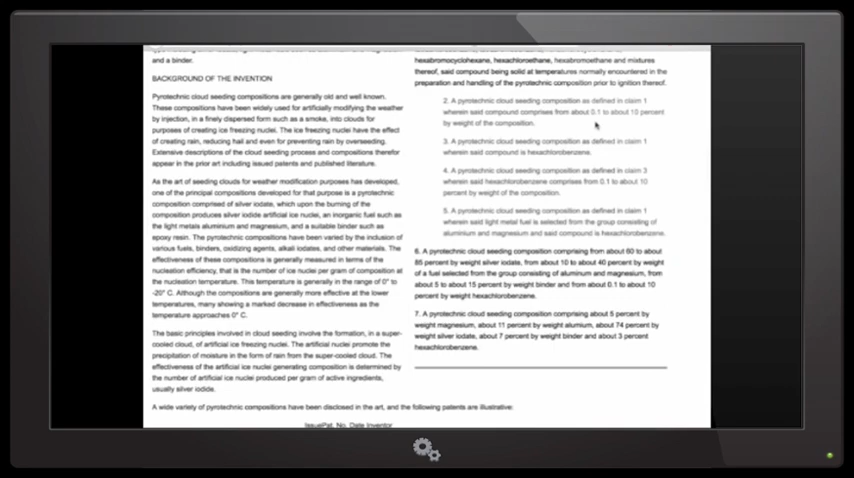 and a binder.
BACKGROUND OF THE INVENTION
Pyrotechnic cloud seeding compositions are generally old and well known.
These compositions have been widely used for artificially modifying the weather
by injection, in a finely dispersed form such as a smoke, into clouds for
purposes of creating ice freezing nuclei. The ice freezing nuclei have the effect
of creating rain, reducing hail and even for preventing rain by overseeding.
Extensive descriptions of the cloud seeding process and compositions therefor
appear in the prior art including issued patents and published literature.
As the art of seeding clouds for weather modification purposes has developed,
one of the principal compositions developed for that purpose is a pyrotechnic
composition comprised of silver iodate, which upon the burning of the
composition produces silver iodide artificial ice nuclei, an inorganic fuel such as
the light metals aluminium and magnesium, and a suitable binder such as
epoxy resin. The pyrotechnic compositions have been varied by the inclusion of
various fuels, binders, oxidizing agents, alkali iodates, and other materials. The
effectiveness of these compositions is generally measured in terms of the
nucleation efficiency, that is the number of ice nuclei per gram of composition at
the nucleation temperature. This temperature is generally in the range of 0° to
-20° C. Although the compositions are generally more effective at the lower
temperatures, many showing a marked decrease in effectiveness as the
temperature approaches 0° C.
The basic principles involved in cloud seeding involve the formation, in a super-
cooled cloud, of artificial ice freezing nuclei. The artificial nuclei promote the
precipitation of moisture in the form of rain from the super-cooled cloud. The
effectiveness of the artificial ice nuclei generating composition is determined by
the number of artificial ice nuclei produced per gram of active ingredients,
usually silver iodide.
hexabromocyclohexane, hexachloroethane, hexabromoethane and mixtures
thereof, said compound being solid at temperatures normally encountered in the
preparation and handling of the pyrotechnic composition prior to ignition thereof.
2. A pyrotechnic cloud seeding composition as defined in claim 1
wherein said compound comprises from about 0.1 to about 10 percent
by weight of the composition.
3. A pyrotechnic cloud seeding composition as defined in claim 1
wherein said compound is hexachlorobenzene.
4. A pyrotechnic cloud seeding composition as defined in claim 3
wherein said hexachlorobenzene comprises from 0.1 to about 10
percent by weight of the composition.
5. A pyrotechnic cloud seeding composition as defined in claim 1
wherein said light metal fuel is selected from the group consisting of
aluminium and magnesium and said compound is hexachlorobenzene.
6. A pyrotechnic cloud seeding composition comprising from about 60 to about
85 percent by weight silver iodate, from about 10 to about 40 percent by weight
of a fuel selected from the group consisting of aluminum and magnesium, from
about 5 to about 15 percent by weight binder and from about 0.1 to about 10
percent by weight hexachlorobenzene.
7. A pyrotechnic cloud seeding composition comprising about 5 percent by
weight magnesium, about 11 percent by weight alumium, about 74 percent by
weight silver iodate, about 7 percent by weight binder and about 3 percent
hexachlorobenzene.
A wide variety of pyrotechnic compositions have been disclosed in the art, and the following patents are illustrative:
IssuePat. No. Date Inventor